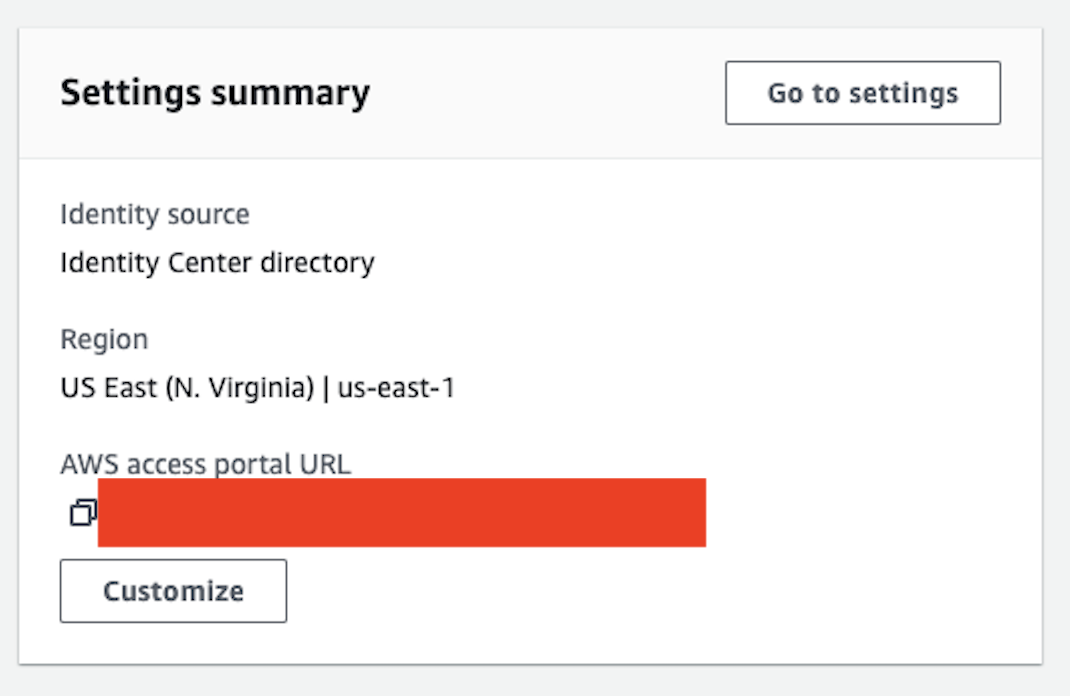 Settings summary
Go to settings
Identity source
Identity Center directory
Region
US East (N. Virginia) | us-east-1
AWS access portal URL
Customize